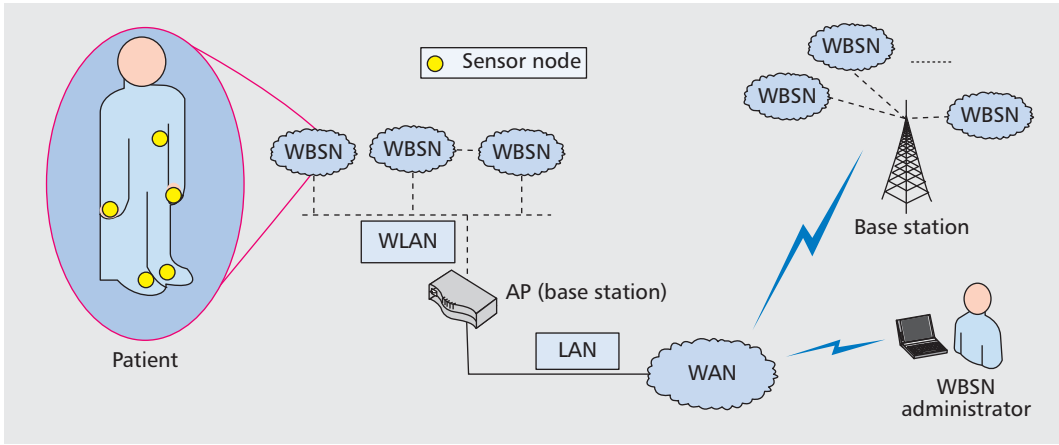 Sensor node
WBSN
WBSN
WBSN
WBSN
WBSN
WBSN
WLAN
Base station
AP (base station)
LAN
Patient
WAN
WBSN
administrator